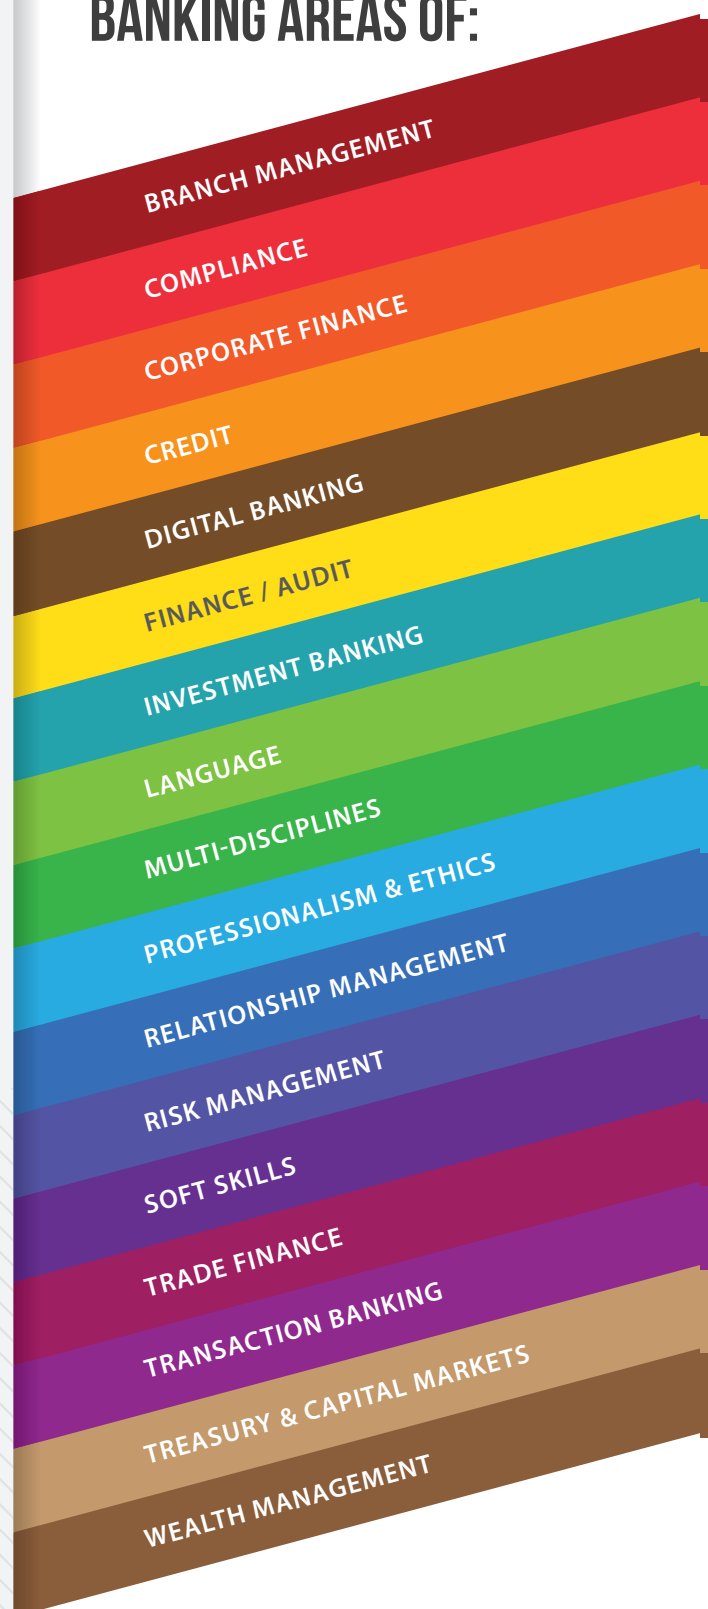 BANKING AREAS OF:
BRANCH MANAGEMENT
COMPLIANCE
CORPORATE FINANCE
CREDIT
DIGITAL BANKING
FINANCE / AUDIT
INVESTMENT BANKING
LANGUAGE
MULTI-DISCIPLINES
PROFESSIONALISM & ETHICS
RELATIONSHIP MANAGEMENT
RISK MANAGEMENT
SOFT SKILLS
TRADE FINANCE
TRANSACTION BANKING
TREASURY & CAPITAL MARKETS
WEALTH MANAGEMENT